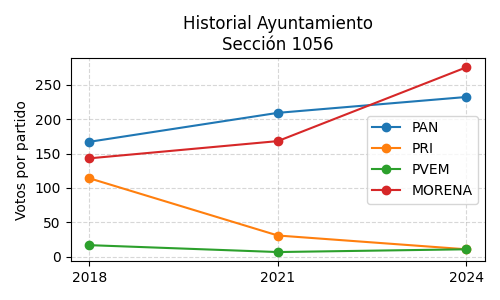 Historial Ayuntamiento
Sección 1056
Votos por partido
250
200
150
100
50
0
PAN
PRI
PVEM
MORENA
2018
2021
2024